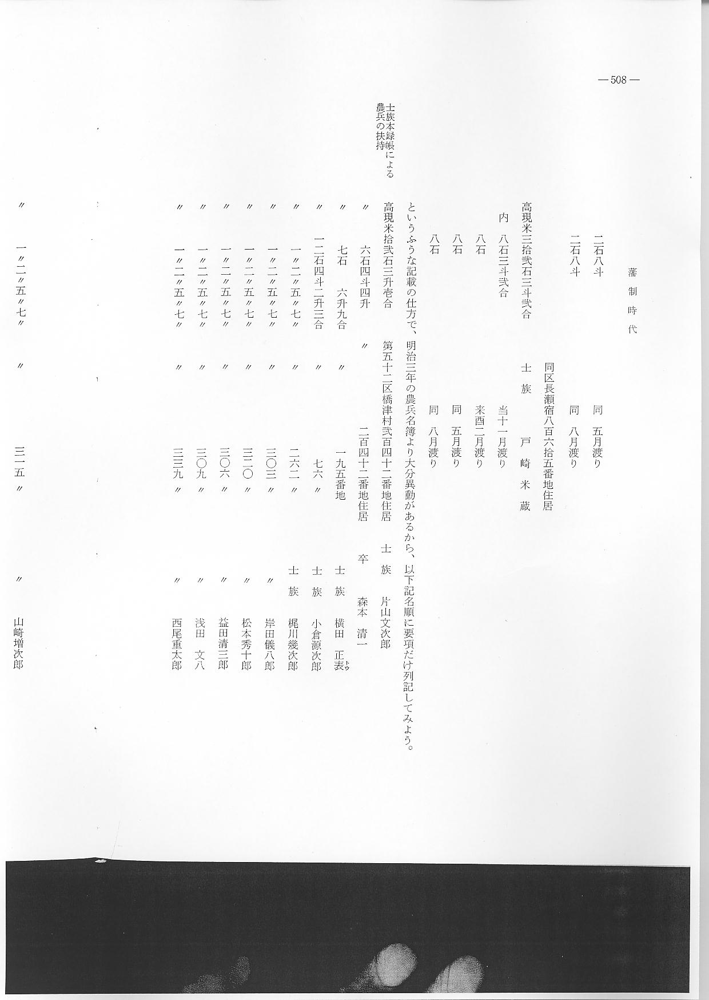 ―508―
藩制時代
二石八斗　同　五月渡り
二石八斗　同　八月渡り
同区長瀬宿八百六拾五番地住居
高現米三拾弐石三斗弐合　士族　戸崎米蔵
内　八石三斗弐合　当十一月渡り
八石　来酉二月渡り
八石　同　五月渡り
八石　同　八月渡り
というふうな記載の仕方で、明治三年の農兵名簿より大分異動があるから、以下記名順に要項だけ列記してみよう。
士族本録帳による
農兵の扶持
高現米拾弐石三升壱合　第五十二区橋津村弐百四十二番地住居　士族　片山文次郎
〃　六石四斗四升　〃　二百四十二番地住居　卒　森本　清一
〃　七石　六升九合　〃　一九五番地　士族　横田　正表トウ
〃　一二石四斗二升三合　〃　七六〃　士族　小倉源次郎
〃　一〃二〃五〃七〃　〃　二六二〃　士族　梶川幾次郎
〃　一〃二〃五〃七〃　〃　三〇三〃　〃　岸田儀八郎
〃　一〃二〃五〃七〃　〃　三二〇〃　〃　松本秀十郎
〃　一〃二〃五〃七〃　〃　三〇六〃　〃　益田清三郎
〃　一〃二〃五〃七〃　〃　三〇九〃　〃　浅田　文八
〃　一〃二〃五〃七〃　〃　三三九〃　〃　西尾重太郎
〃　一〃二〃五〃七〃　〃　三一五〃　〃　山崎増次郎